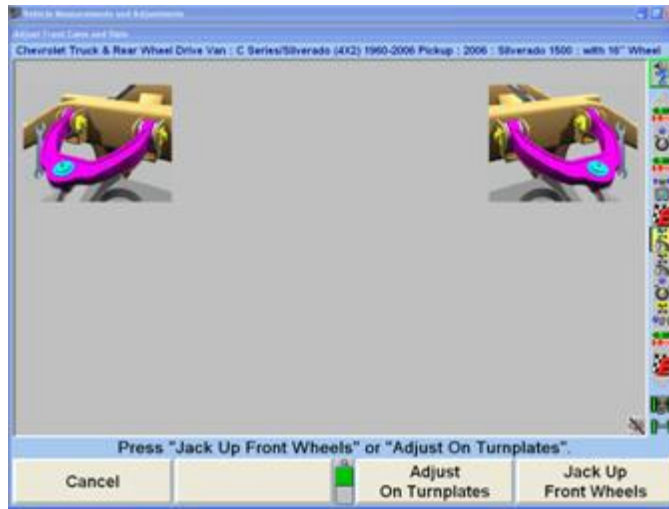 Vehicle Measurements and Adjustments
Adjust Front Cams and Slots
Chevrolet Truck & Rear Wheel Drive Van : C Series/Silverado (4X2) 1960-2006 Pickup : 2006 : Silverado 1500 : with 16" Wheel
Press "Jack Up Front Wheels" or "Adjust On Turnplates".
Cancel
Adjust
On Turnplates
Jack Up
Front Wheels